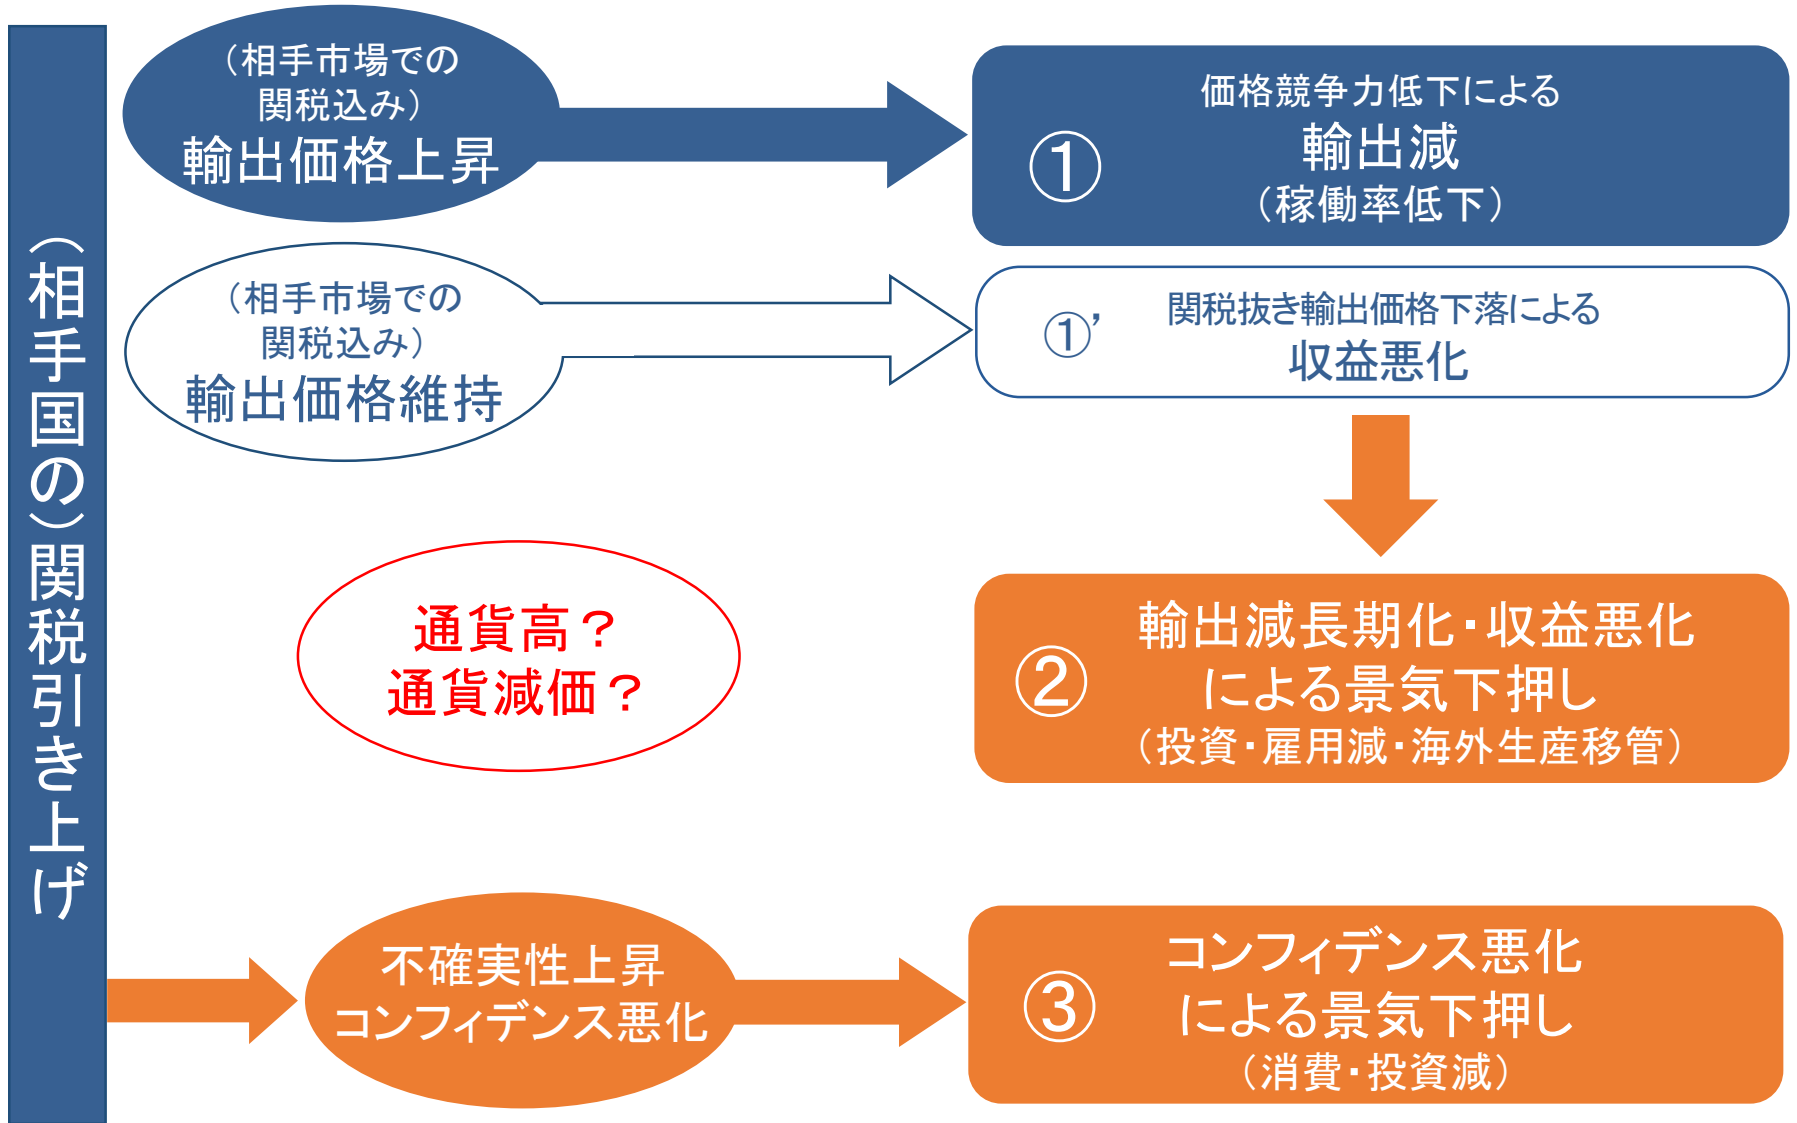 （相手国の）関税引き上げ
（相手市場での
関税込み）
輸出価格上昇
価格競争力低下による
①
輸出減
（稼働率低下）
（相手市場での
関税込み）
輸出価格維持
関税抜き輸出価格下落による
①’
収益悪化
通貨高？
通貨減価？
輸出減長期化・収益悪化
②
による景気下押し
（投資・雇用減・海外生産移管）
不確実性上昇
コンフィデンス悪化
コンフィデンス悪化
③
による景気下押し
（消費・投資減）